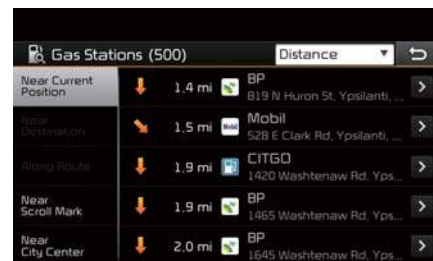 Gas Stations (500)
Distance
Near Current
Position
1.4 mi
BP
819 N Huron St, Ypsilanti, ...
Near
Destination
1.5 mi
Mobil
Mobil
528 E Clark Rd, Ypsilanti, ...
Along Route
1.9 mi
CITGO
1420 Washtenaw Rd, Yps...
Near
Scroll Mark
1.9 mi
BP
1465 Washtenaw Rd, Yps...
Near
City Center
2.0 mi
BP
1645 Washtenaw Rd, Yps...